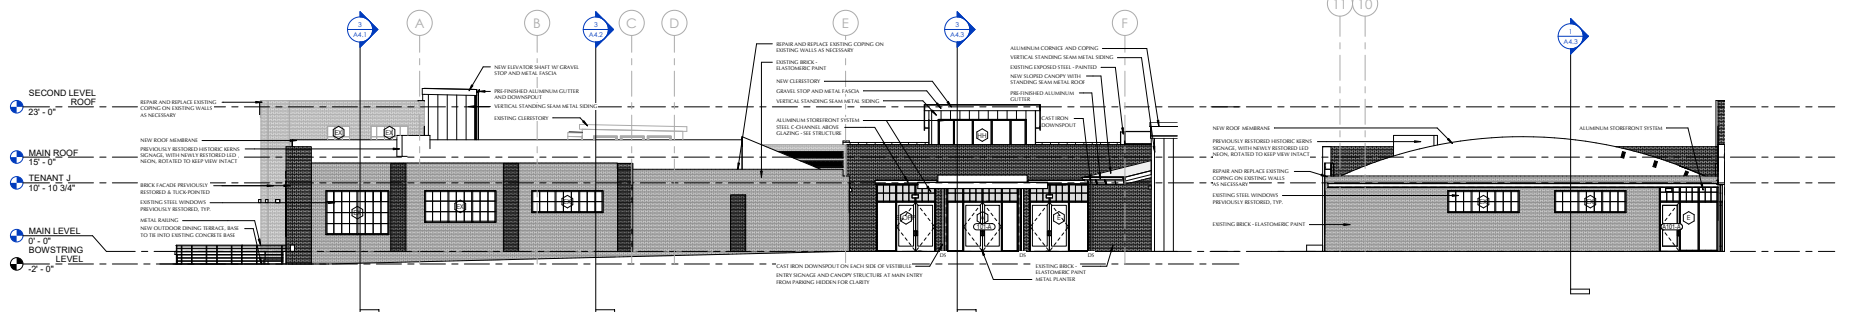 3
A4.1
A
B
3
A4.2
C
D
E
3
A4.3
F
11
10
1
A4.3
SECOND LEVEL
ROOF
23' - 0"
MAIN ROOF
15' - 0"
TENANT J
10' - 10 3/4"
MAIN LEVEL
0' - 0"
BOWSTRING
LEVEL
-2' - 0"
REPAIR AND REPLACE EXISTING
COPING ON EXISTING WALLS
AS NECESSARY
NEW ROOF MEMBRANE
PREVIOUSLY RESTORED HISTORIC KERNS
SIGNAGE, WITH NEWLY RESTORED LED
NEON, ROTATED TO KEEP VIEW INTACT
BRICK FACADE PREVIOUSLY
RESTORED & TUCK-POINTED
EXISTING STEEL WINDOWS
PREVIOUSLY RESTORED, TYP.
METAL RAILING
NEW OUTDOOR DINING TERRACE, BASE
TO TIE INTO EXISTING CONCRETE BASE
NEW ELEVATOR SHAFT W/ GRAVEL
STOP AND METAL FASCIA
PRE-FINISHED ALUMINUM GUTTER
AND DOWNSPOUT
VERTICAL STANDING SEAM METAL SIDING
EXISTING CLERESTORY
EX
EX
EX
REPAIR AND REPLACE EXISTING COPING ON
EXISTING WALLS AS NECESSARY
EXISTING BRICK -
ELASTOMERIC PAINT
NEW CLERESTORY
GRAVEL STOP AND METAL FASCIA
VERTICAL STANDING SEAM METAL SIDING
ALUMINUM STOREFRONT SYSTEM
STEEL C-CHANNEL ABOVE
GLAZING - SEE STRUCTURE
ALUMINUM CORNICE AND COPING
VERTICAL STANDING SEAM METAL SIDING
EXISTING EXPOSED STEEL - PAINTED
NEW SLOPED CANOPY WITH
STANDING SEAM METAL ROOF
PRE-FINISHED ALUMINUM
GUTTER
CAST IRON
DOWNSPOUT
101-A
E
DS
DS
DS
CAST IRON DOWNSPOUT ON EACH SIDE OF VESTIBULE
ENTRY SIGNAGE AND CANOPY STRUCTURE AT MAIN ENTRY
FROM PARKING HIDDEN FOR CLARITY
EXISTING BRICK -
ELASTOMERIC PAINT
METAL PLANTER
NEW ROOF MEMBRANE
PREVIOUSLY RESTORED HISTORIC KERNS
SIGNAGE, WITH NEWLY RESTORED LED
NEON, ROTATED TO KEEP VIEW INTACT
REPAIR AND REPLACE EXISTING
COPING ON EXISTING WALLS
AS NECESSARY
EXISTING STEEL WINDOWS
PREVIOUSLY RESTORED, TYP.
EXISTING BRICK - ELASTOMERIC PAINT
ALUMINUM STOREFRONT SYSTEM
E